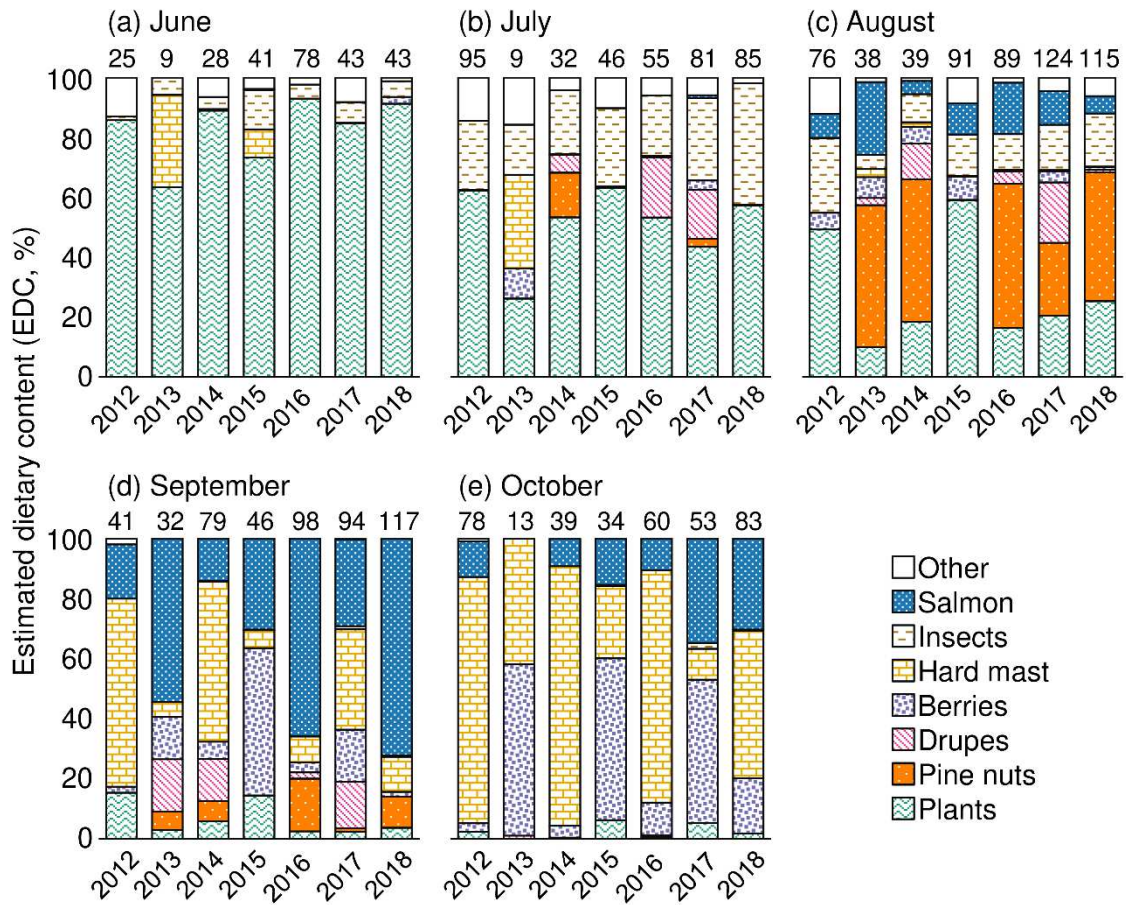 (a) June
25 9 28 41 78 43 43
(b) July
95 9 32 46 55 81 85
(c) August
76 38 39 91 89 124 115
Estimated dietary content (EDC, %)
100
80
60
40
20
0
2012 2013 2014 2015 2016 2017 2018
2012 2013 2014 2015 2016 2017 2018
2012 2013 2014 2015 2016 2017 2018
(d) September
41 32 79 46 98 94 117
(e) October
78 13 39 34 60 53 83
100
80
60
40
20
0
2012 2013 2014 2015 2016 2017 2018
2012 2013 2014 2015 2016 2017 2018
Other
Salmon
Insects
Hard mast
Berries
Drupes
Pine nuts
Plants